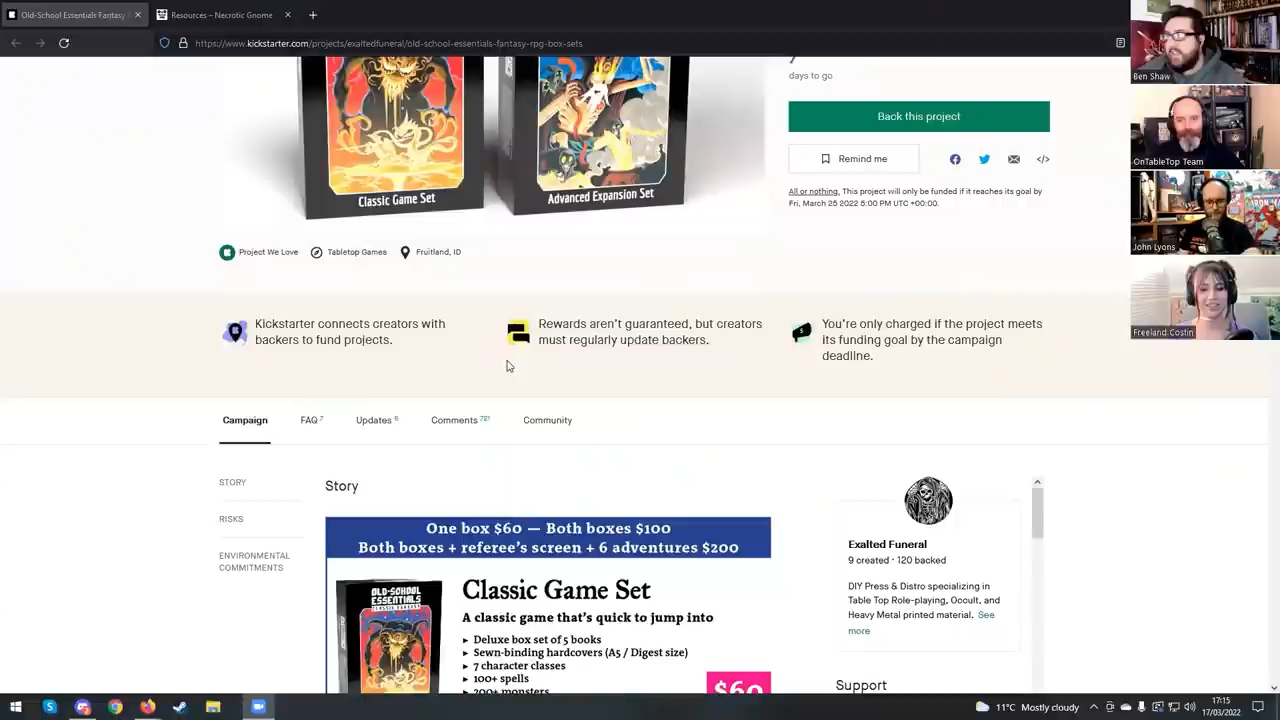 Old-School Essentials Fantasy
Resources – Necrotic Gnome
https://www.kickstarter.com/projects/exaltedfuneral/old-school-essentials-fantasy-rpg-box-sets
Classic Game Set
Advanced Expansion Set
days to go
Back this project
Remind me
All or nothing. This project will only be funded if it reaches its goal by
Fri, March 25 2022 5:00 PM UTC +00:00.
Project We Love
Tabletop Games
Fruitland, ID
Kickstarter connects creators with
backers to fund projects.
Rewards aren't guaranteed, but creators
must regularly update backers.
You're only charged if the project meets
its funding goal by the campaign
deadline.
Campaign
FAQ 7
Updates 6
Comments 721
Community
STORY
RISKS
ENVIRONMENTAL
COMMITMENTS
Story
One box $60 — Both boxes $100
Both boxes + referee's screen + 6 adventures $200
OLD-SCHOOL
ESSENTIALS
Classic Game Set
A classic game that's quick to jump into
► Deluxe box set of 5 books
► Sewn-binding hardcovers (A5 / Digest size)
► 7 character classes
► 100+ spells
► 200+ monsters
$60
Exalted Funeral
9 created · 120 backed
DIY Press & Distro specializing in
Table Top Role-playing, Occult, and
Heavy Metal printed material. See
more
Support
Ben Shaw
OnTableTop Team
John Lyons
Freeland Costin
11°C Mostly cloudy
17:15
17/03/2022